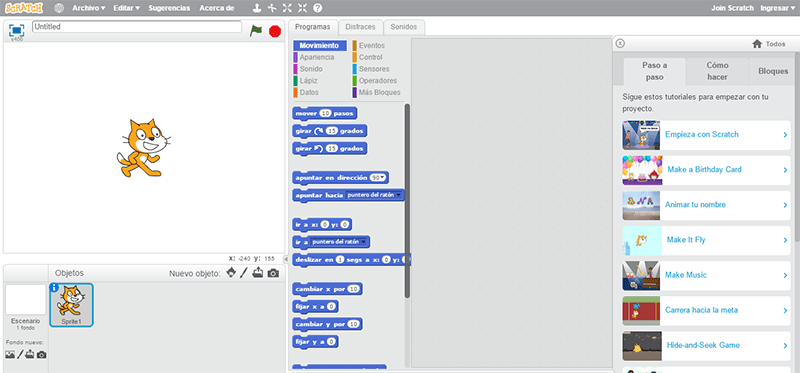 SCRATCH Archivo Editar Sugerencias Acerca de Join Scratch Ingresar
Untitled
v456
x: -240 y: 155
Objetos Nuevo objeto:
Escenario
1 fondo
Fondo nuevo:
Sprite1
Programas Disfraces Sonidos
Movimiento Eventos
Apariencia Control
Sonido Sensores
Lápiz Operadores
Datos Más Bloques
mover 10 pasos
girar 15 grados
girar 15 grados
apuntar en dirección 90
apuntar hacia puntero del ratón
ir a x: 0 y: 0
ir a puntero del ratón
deslizar en 1 segs a x: 0 y:
cambiar x por 10
fijar x a 0
cambiar y por 10
fijar y a 0
Todos
Paso a
paso
Cómo
hacer
Bloques
Sigue estos tutoriales para empezar con tu
proyecto.
Empieza con Scratch
Make a Birthday Card
Animar tu nombre
Make It Fly
Make Music
Carrera hacia la meta
Hide-and-Seek Game